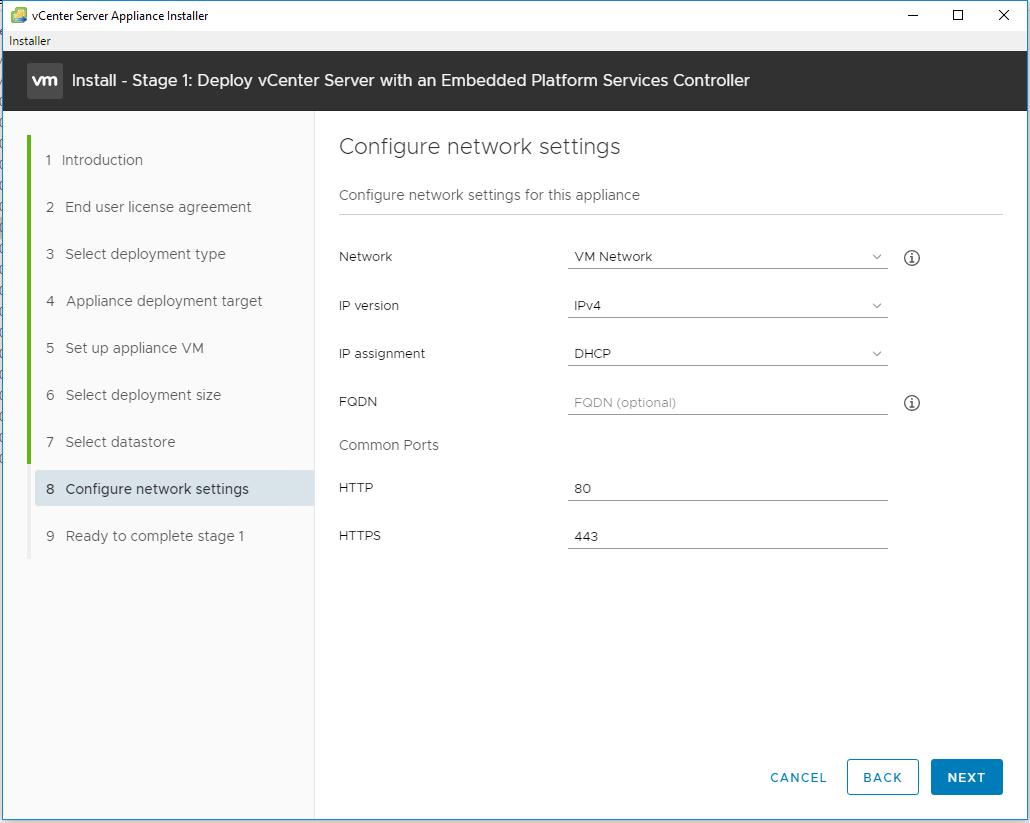 vCenter Server Appliance Installer
Installer
vm Install - Stage 1: Deploy vCenter Server with an Embedded Platform Services Controller
1 Introduction
2 End user license agreement
3 Select deployment type
4 Appliance deployment target
5 Set up appliance VM
6 Select deployment size
7 Select datastore
8 Configure network settings
9 Ready to complete stage 1
Configure network settings
Configure network settings for this appliance
Network VM Network
IP version IPv4
IP assignment DHCP
FQDN FQDN (optional)
Common Ports
HTTP 80
HTTPS 443
CANCEL BACK NEXT